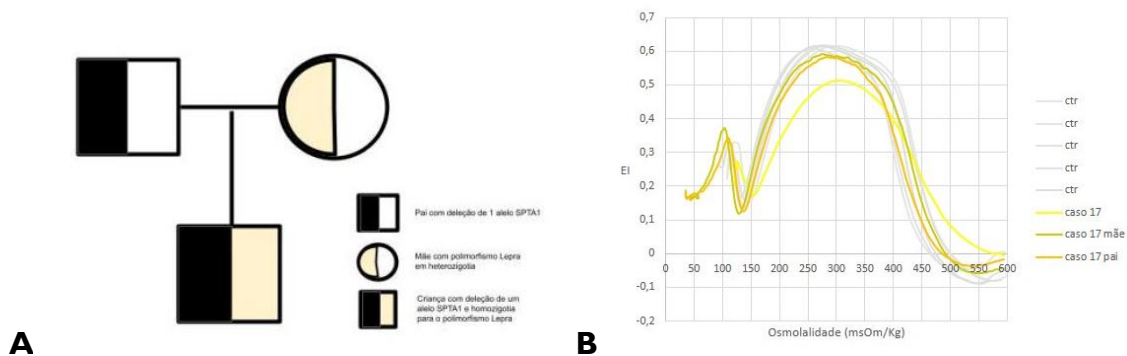 Pai com deleção de 1 alelo SPTA1
Mãe com polimorfismo Lepra
em heterozigotia
Criança com deleção de um
alelo SPTA1 e homozigotia
para o polimorfismo Lepra
A
0,7
0,6
0,5
0,4
0,3
0,2
0,1
0
-0,1
-0,2
EI
0 50 100 150 200 250 300 350 400 450 500 550 600
Osmolalidade (msOm/Kg)
ctr
ctr
ctr
ctr
ctr
caso 17
caso 17 mãe
caso 17 pai
B